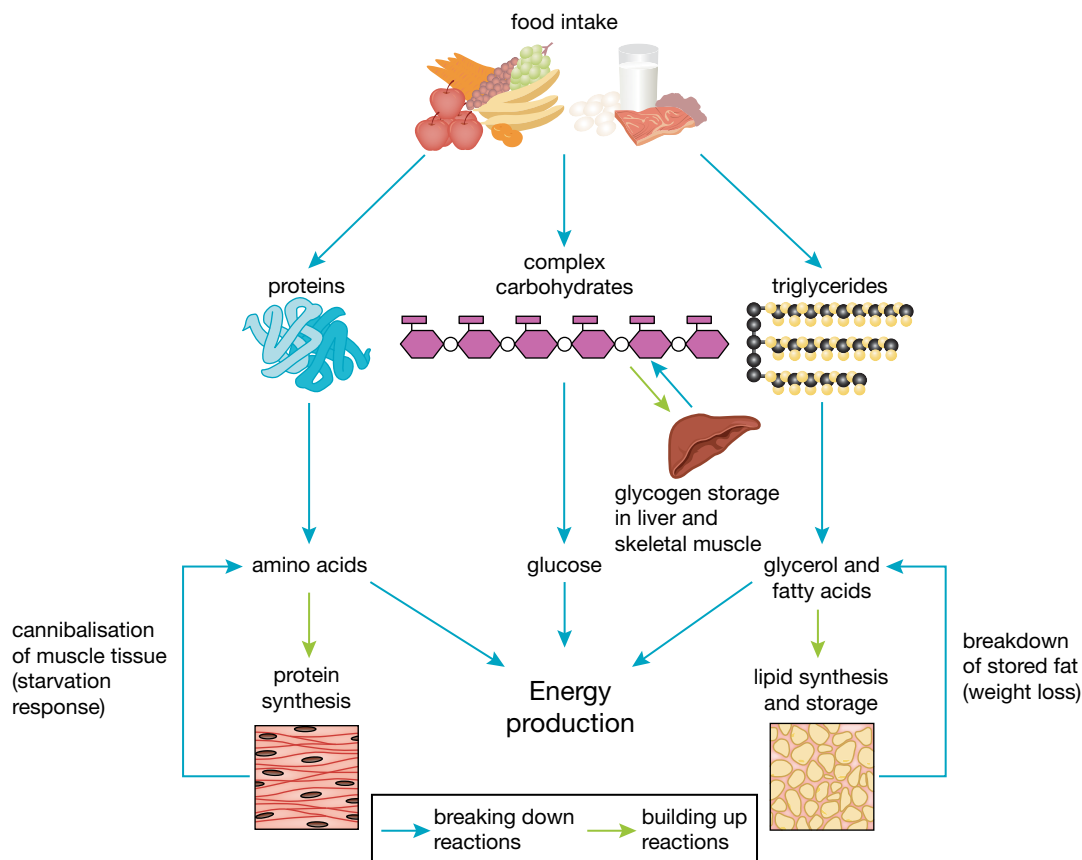 food intake
proteins
complex
carbohydrates
triglycerides
glycogen storage
in liver and
skeletal muscle
amino acids
glucose
glycerol and
fatty acids
cannibalisation
of muscle tissue
(starvation
response)
protein
synthesis
Energy
production
lipid synthesis
and storage
breakdown
of stored fat
(weight loss)
breaking down
reactions
building up
reactions